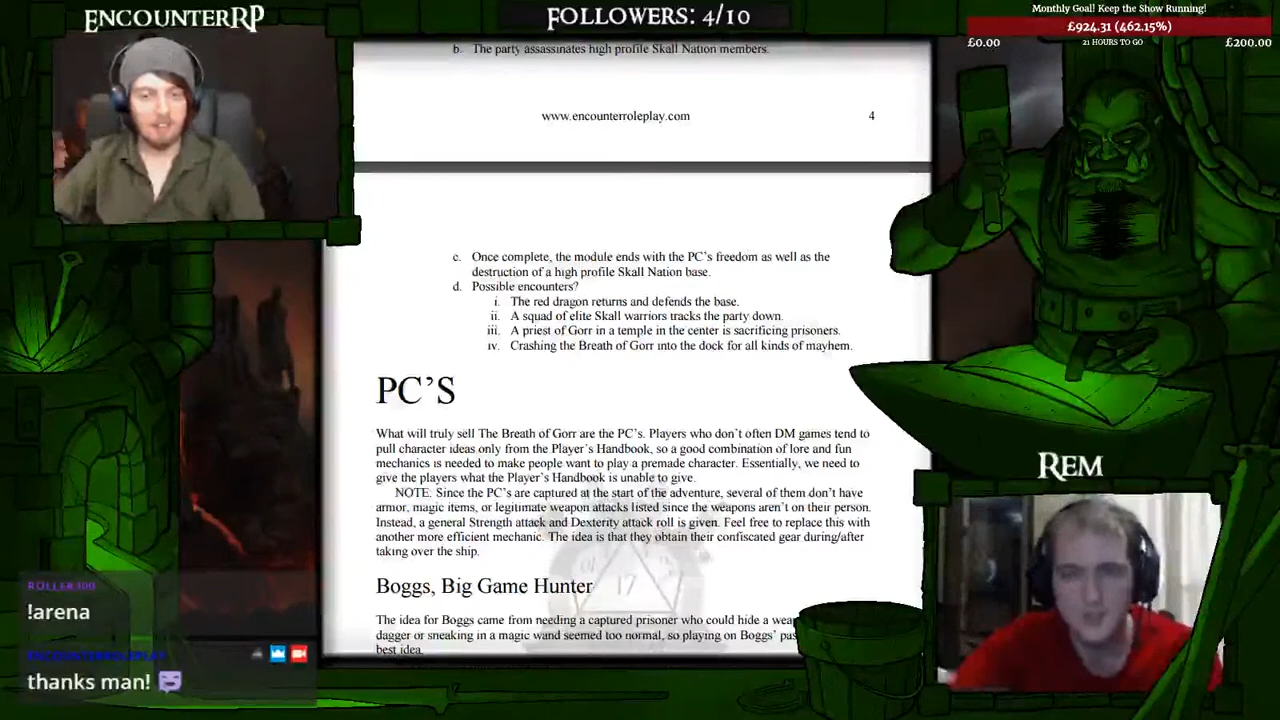 ENCOUNTERRP
FOLLOWERS: 4/10
Monthly Goal! Keep the Show Running!
£924.31 (462.15%)
£0.00
21 HOURS TO GO
£200.00
b. The party assassinates high profile Skall Nation members.
www.encounterroleplay.com
4
c. Once complete, the module ends with the PC's freedom as well as the
destruction of a high profile Skall Nation base.
d. Possible encounters?
i. The red dragon returns and defends the base.
ii. A squad of elite Skall warriors tracks the party down.
iii. A priest of Gorr in a temple in the center is sacrificing prisoners.
iv. Crashing the Breath of Gorr into the dock for all kinds of mayhem.
PC'S
What will truly sell The Breath of Gorr are the PC's. Players who don't often DM games tend to
pull character ideas only from the Player's Handbook, so a good combination of lore and fun
mechanics is needed to make people want to play a premade character. Essentially, we need to
give the players what the Player's Handbook is unable to give.
NOTE: Since the PC's are captured at the start of the adventure, several of them don't have
armor, magic items, or legitimate weapon attacks listed since the weapons aren't on their person.
Instead, a general Strength attack and Dexterity attack roll is given. Feel free to replace this with
another more efficient mechanic. The idea is that they obtain their confiscated gear during/after
taking over the ship.
17
Boggs, Big Game Hunter
The idea for Boggs came from needing a captured prisoner who could hide a
dagger or sneaking in a magic wand seemed too normal, so playing on Boggs'
best idea.
REM
!arena
thanks man!